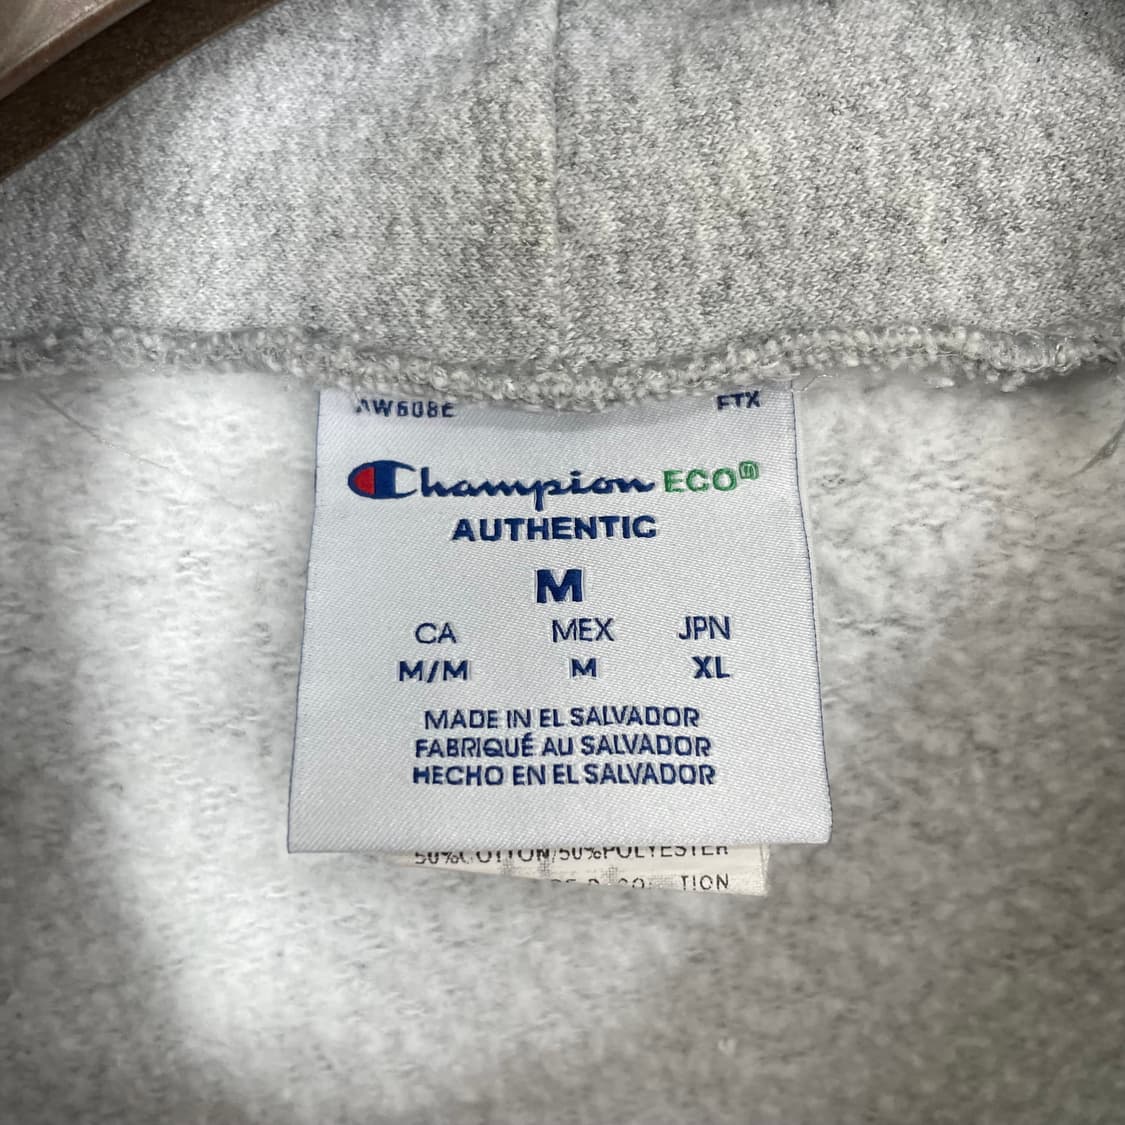 AW608E FTX
Champion ECO
AUTHENTIC
M
CA MEX JPN
M/M M XL
MADE IN EL SALVADOR
FABRIQUÉ AU SALVADOR
HECHO EN EL SALVADOR
50%COTTON/50%POLYESTER